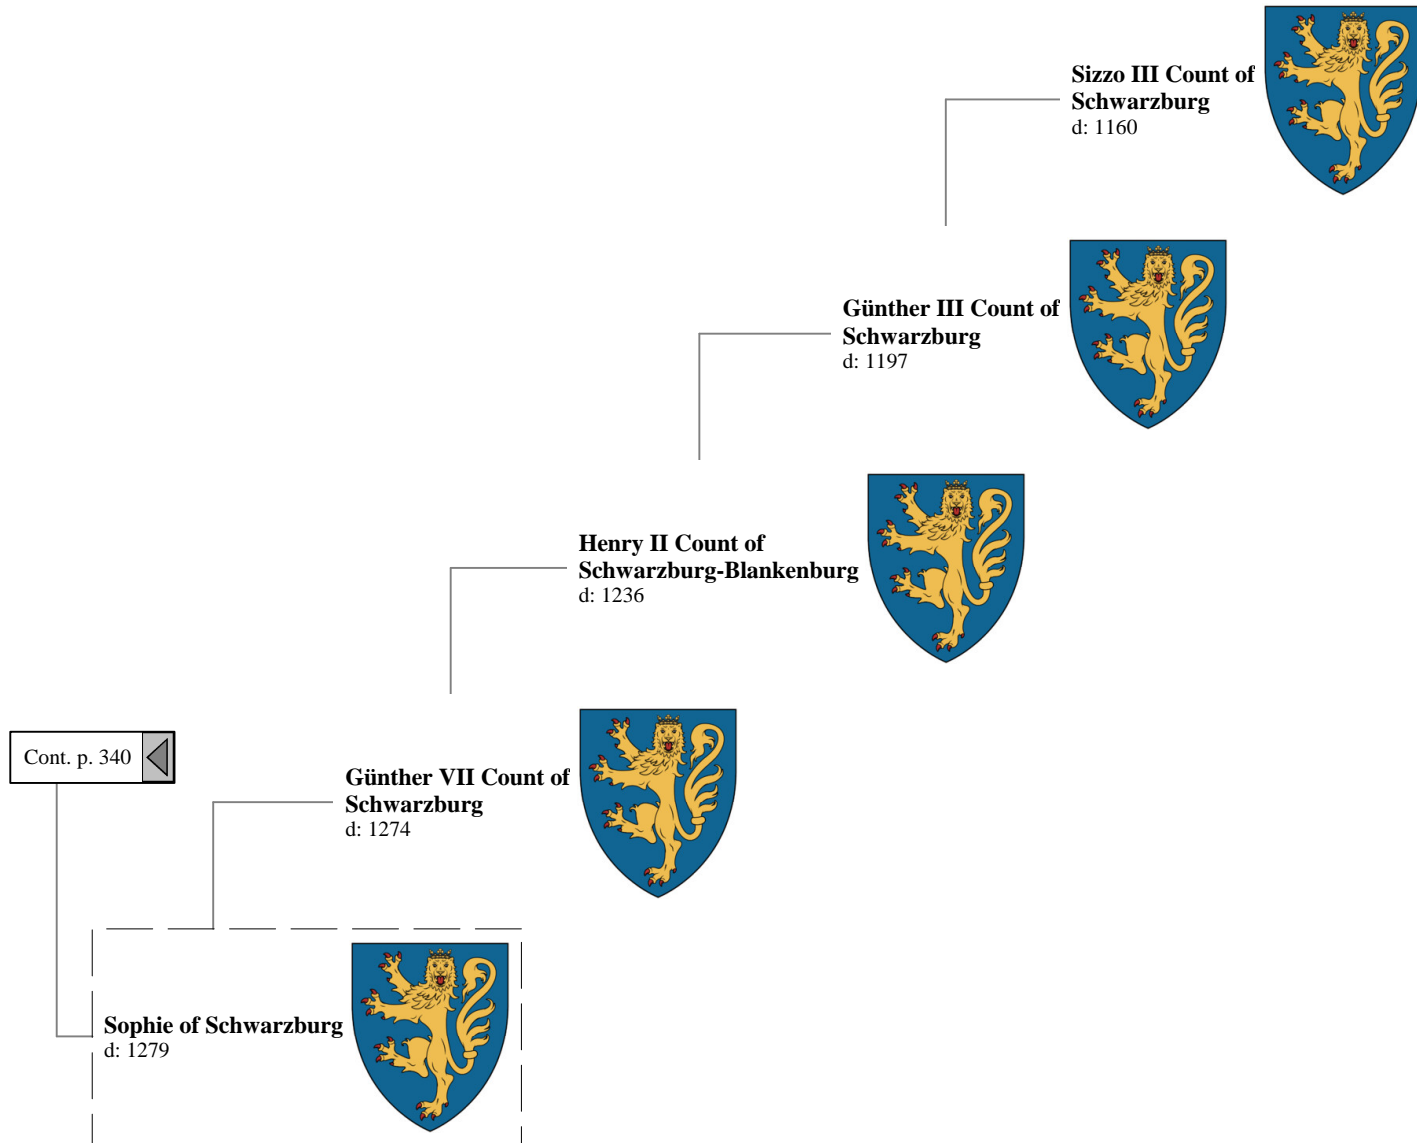 Sizzo III Count of
Schwarzburg
d: 1160
Günther III Count of
Schwarzburg
d: 1197
Henry II Count of
Schwarzburg-Blankenburg
d: 1236
Cont. p. 340
Günther VII Count of
Schwarzburg
d: 1274
Sophie of Schwarzburg
d: 1279